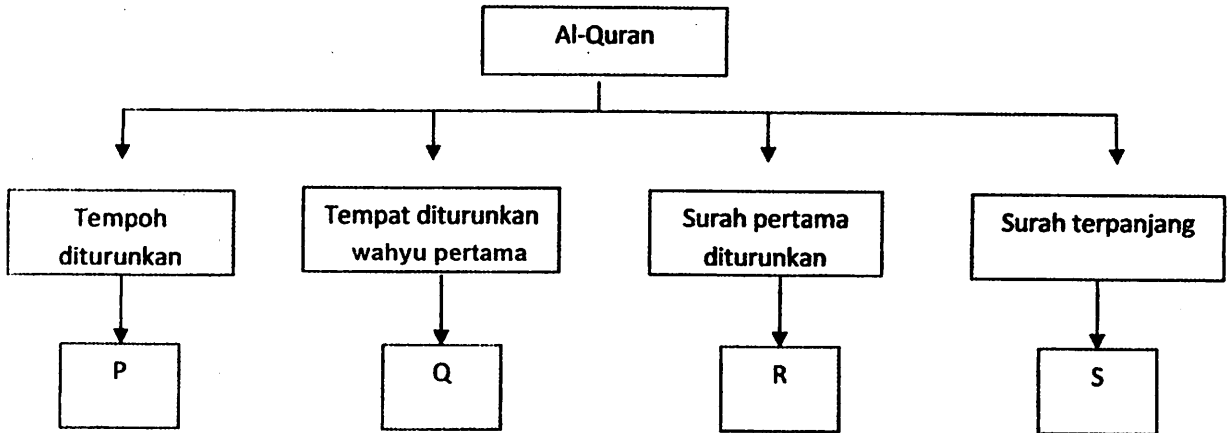 Al-Quran
Tempoh
diturunkan
Tempat diturunkan
wahyu pertama
Surah pertama
diturunkan
Surah terpanjang
P
Q
R
S